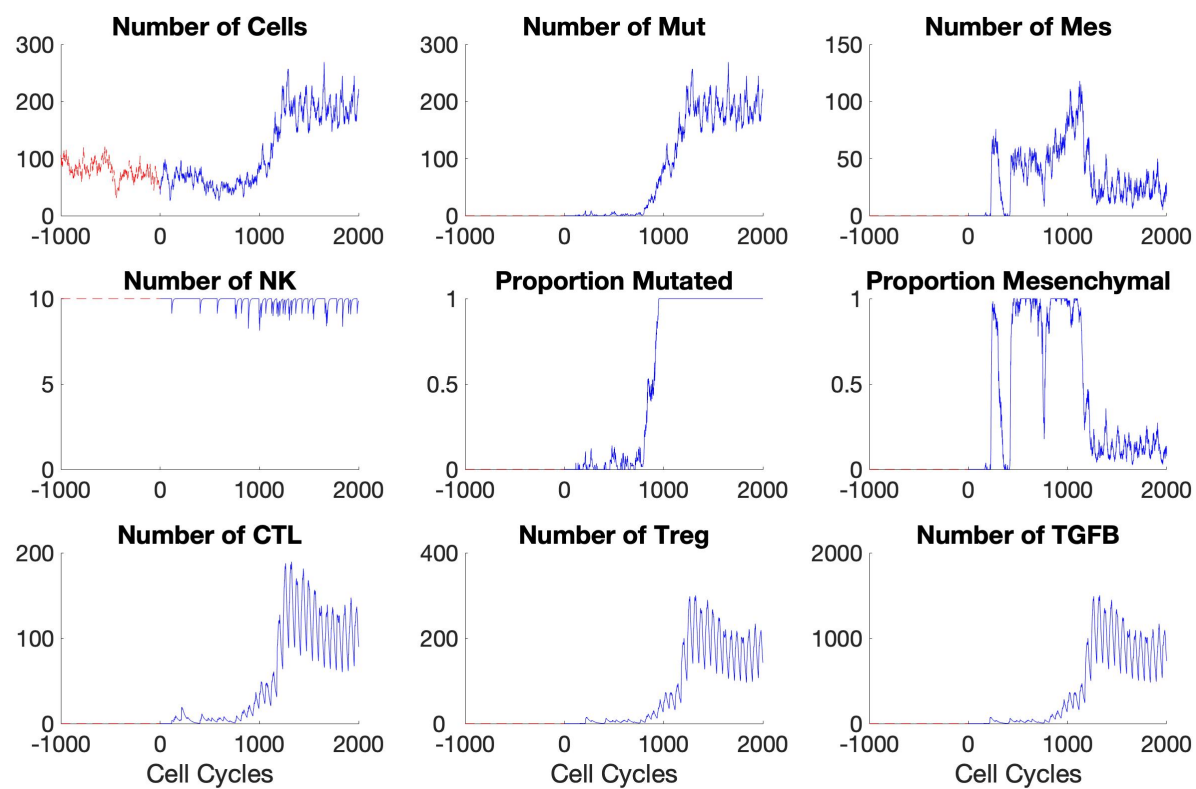 Number of Cells
300
200
100
0
-1000 0 1000 2000
Number of Mut
300
200
100
0
-1000 0 1000 2000
Number of Mes
150
100
50
0
-1000 0 1000 2000
Number of NK
10
5
0
-1000 0 1000 2000
Proportion Mutated
1
0.5
0
-1000 0 1000 2000
Proportion Mesenchymal
1
0.5
0
-1000 0 1000 2000
Number of CTL
200
100
0
-1000 0 1000 2000
Cell Cycles
Number of Treg
400
200
0
-1000 0 1000 2000
Cell Cycles
Number of TGFB
2000
1000
0
-1000 0 1000 2000
Cell Cycles